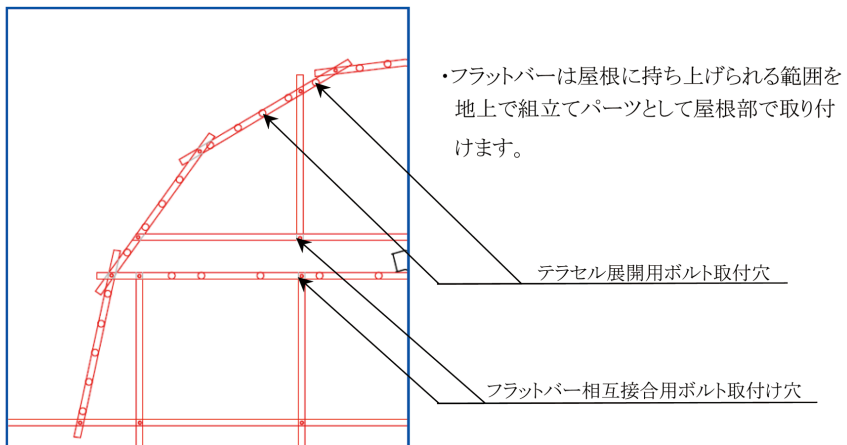 ・フラットバーは屋根に持ち上げられる範囲を
地上で組立てパーツとして屋根部で取り付
けます。
テラセル展開用ボルト取付穴
フラットバー相互接合用ボルト取付け穴